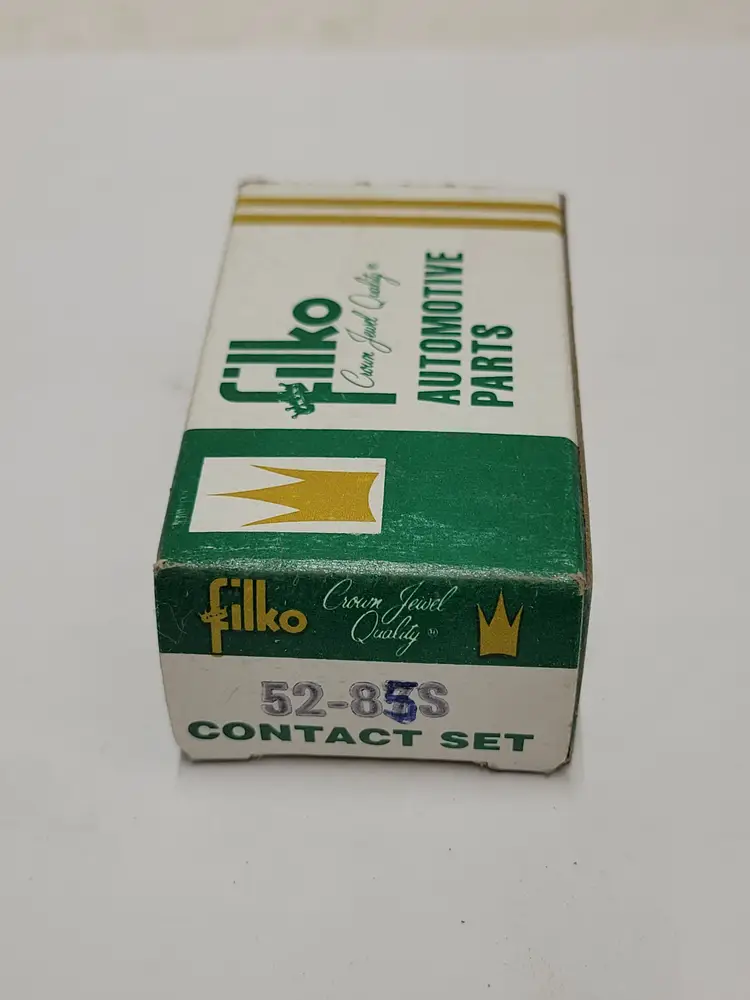 filko
Crown Jewel Quality ®
AUTOMOTIVE
PARTS
filko
Crown Jewel
Quality ®
52-85S
CONTACT SET